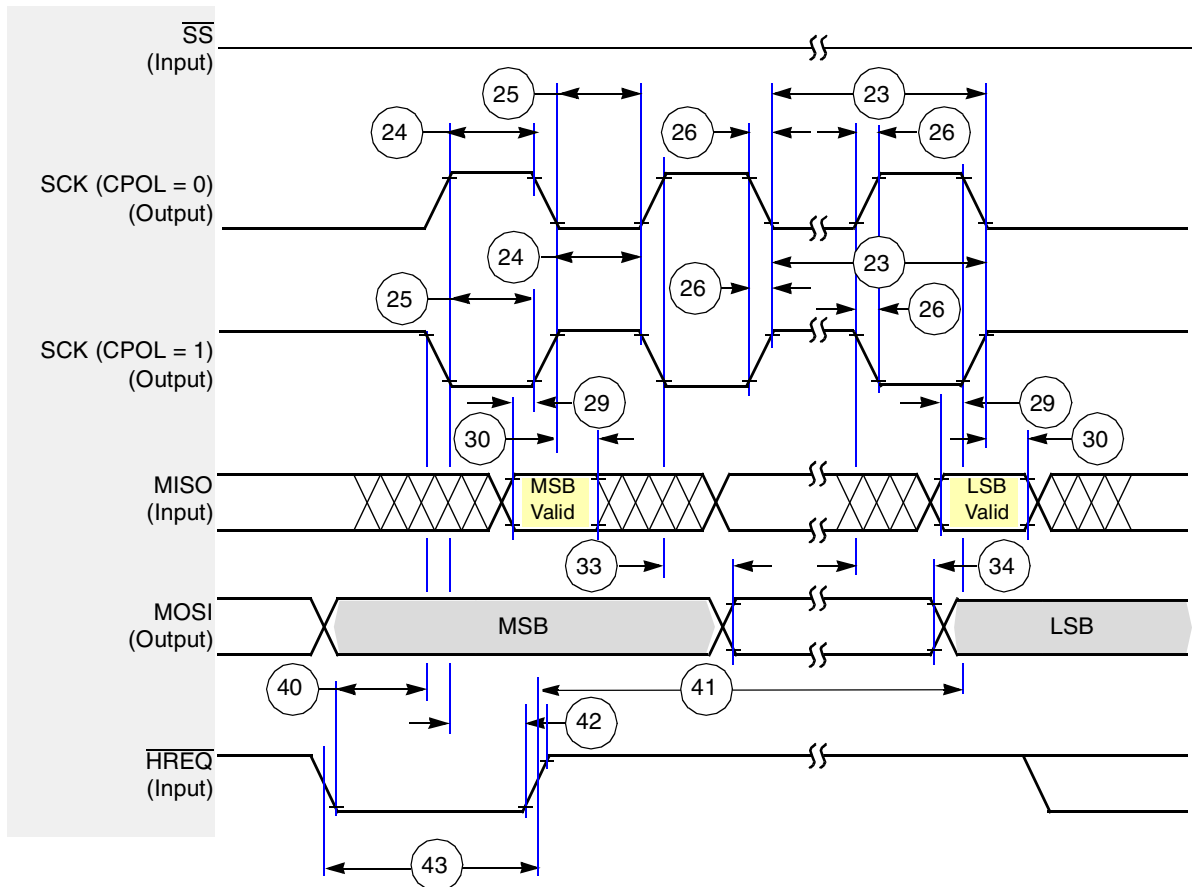 SS
(Input)
25
23
24
26
26
SCK (CPOL = 0)
(Output)
24
23
25
26
26
SCK (CPOL = 1)
(Output)
29
29
30
30
MISO
(Input)
MSB
Valid
LSB
Valid
33
34
MOSI
(Output)
MSB
LSB
40
41
42
HREQ
(Input)
43